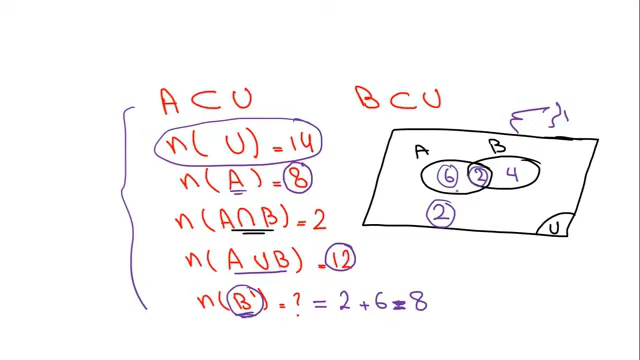 A ⊂ U B ⊂ U
n( U ) = 14
n( A ) = 8
n(A∩B) = 2
n( A ∪ B) = 12
n( B' ) = ? = 2 + 6 = 8
A B
6 2 4
2
U